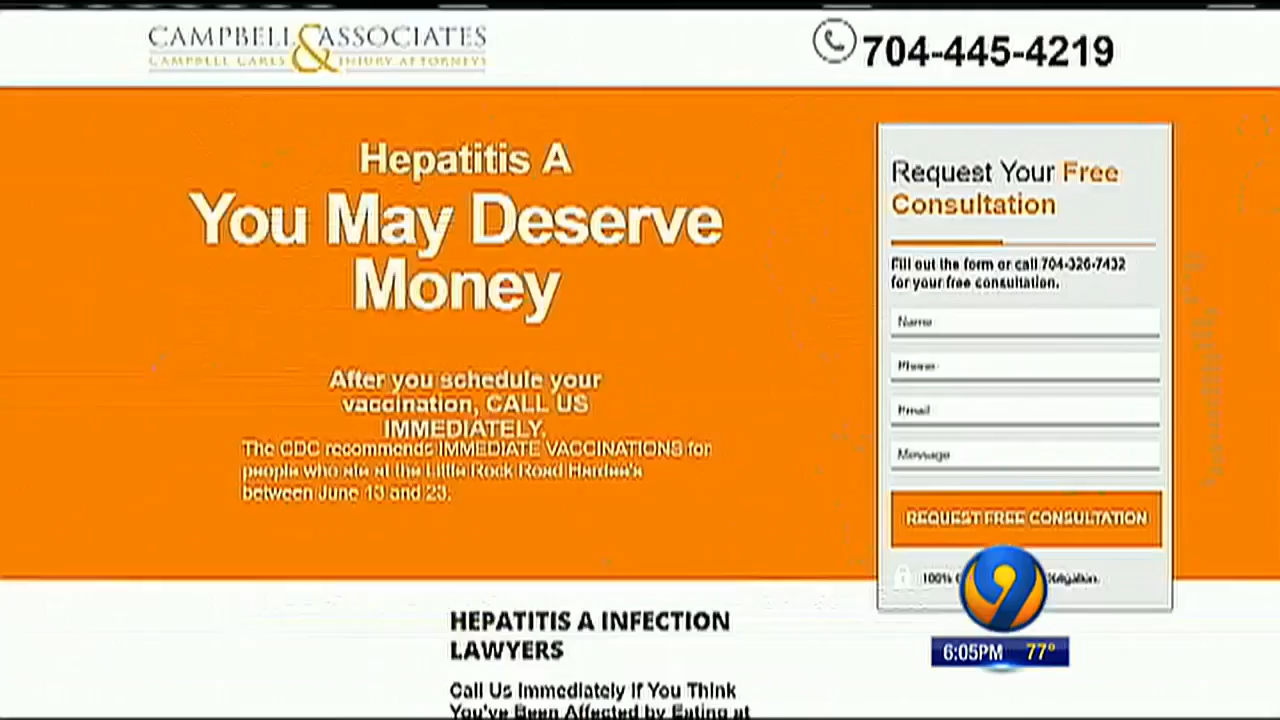 CAMPBELL & ASSOCIATES
CAMPBELL CARES INJURY ATTORNEYS
704-445-4219
Hepatitis A
You May Deserve
Money
After you schedule your
vaccination, CALL US
IMMEDIATELY.
The CDC recommends IMMEDIATE VACCINATIONS for
people who ate at the Little Rock Road Hardee's
between June 13 and 23.
Request Your Free
Consultation
Fill out the form or call 704-326-7432
for your free consultation.
Name
Phone
Email
Message
REQUEST FREE CONSULTATION
100%
HEPATITIS A INFECTION
LAWYERS
Call Us Immediately If You Think
You've Been Affected by Eating at
9
6:05PM 77°